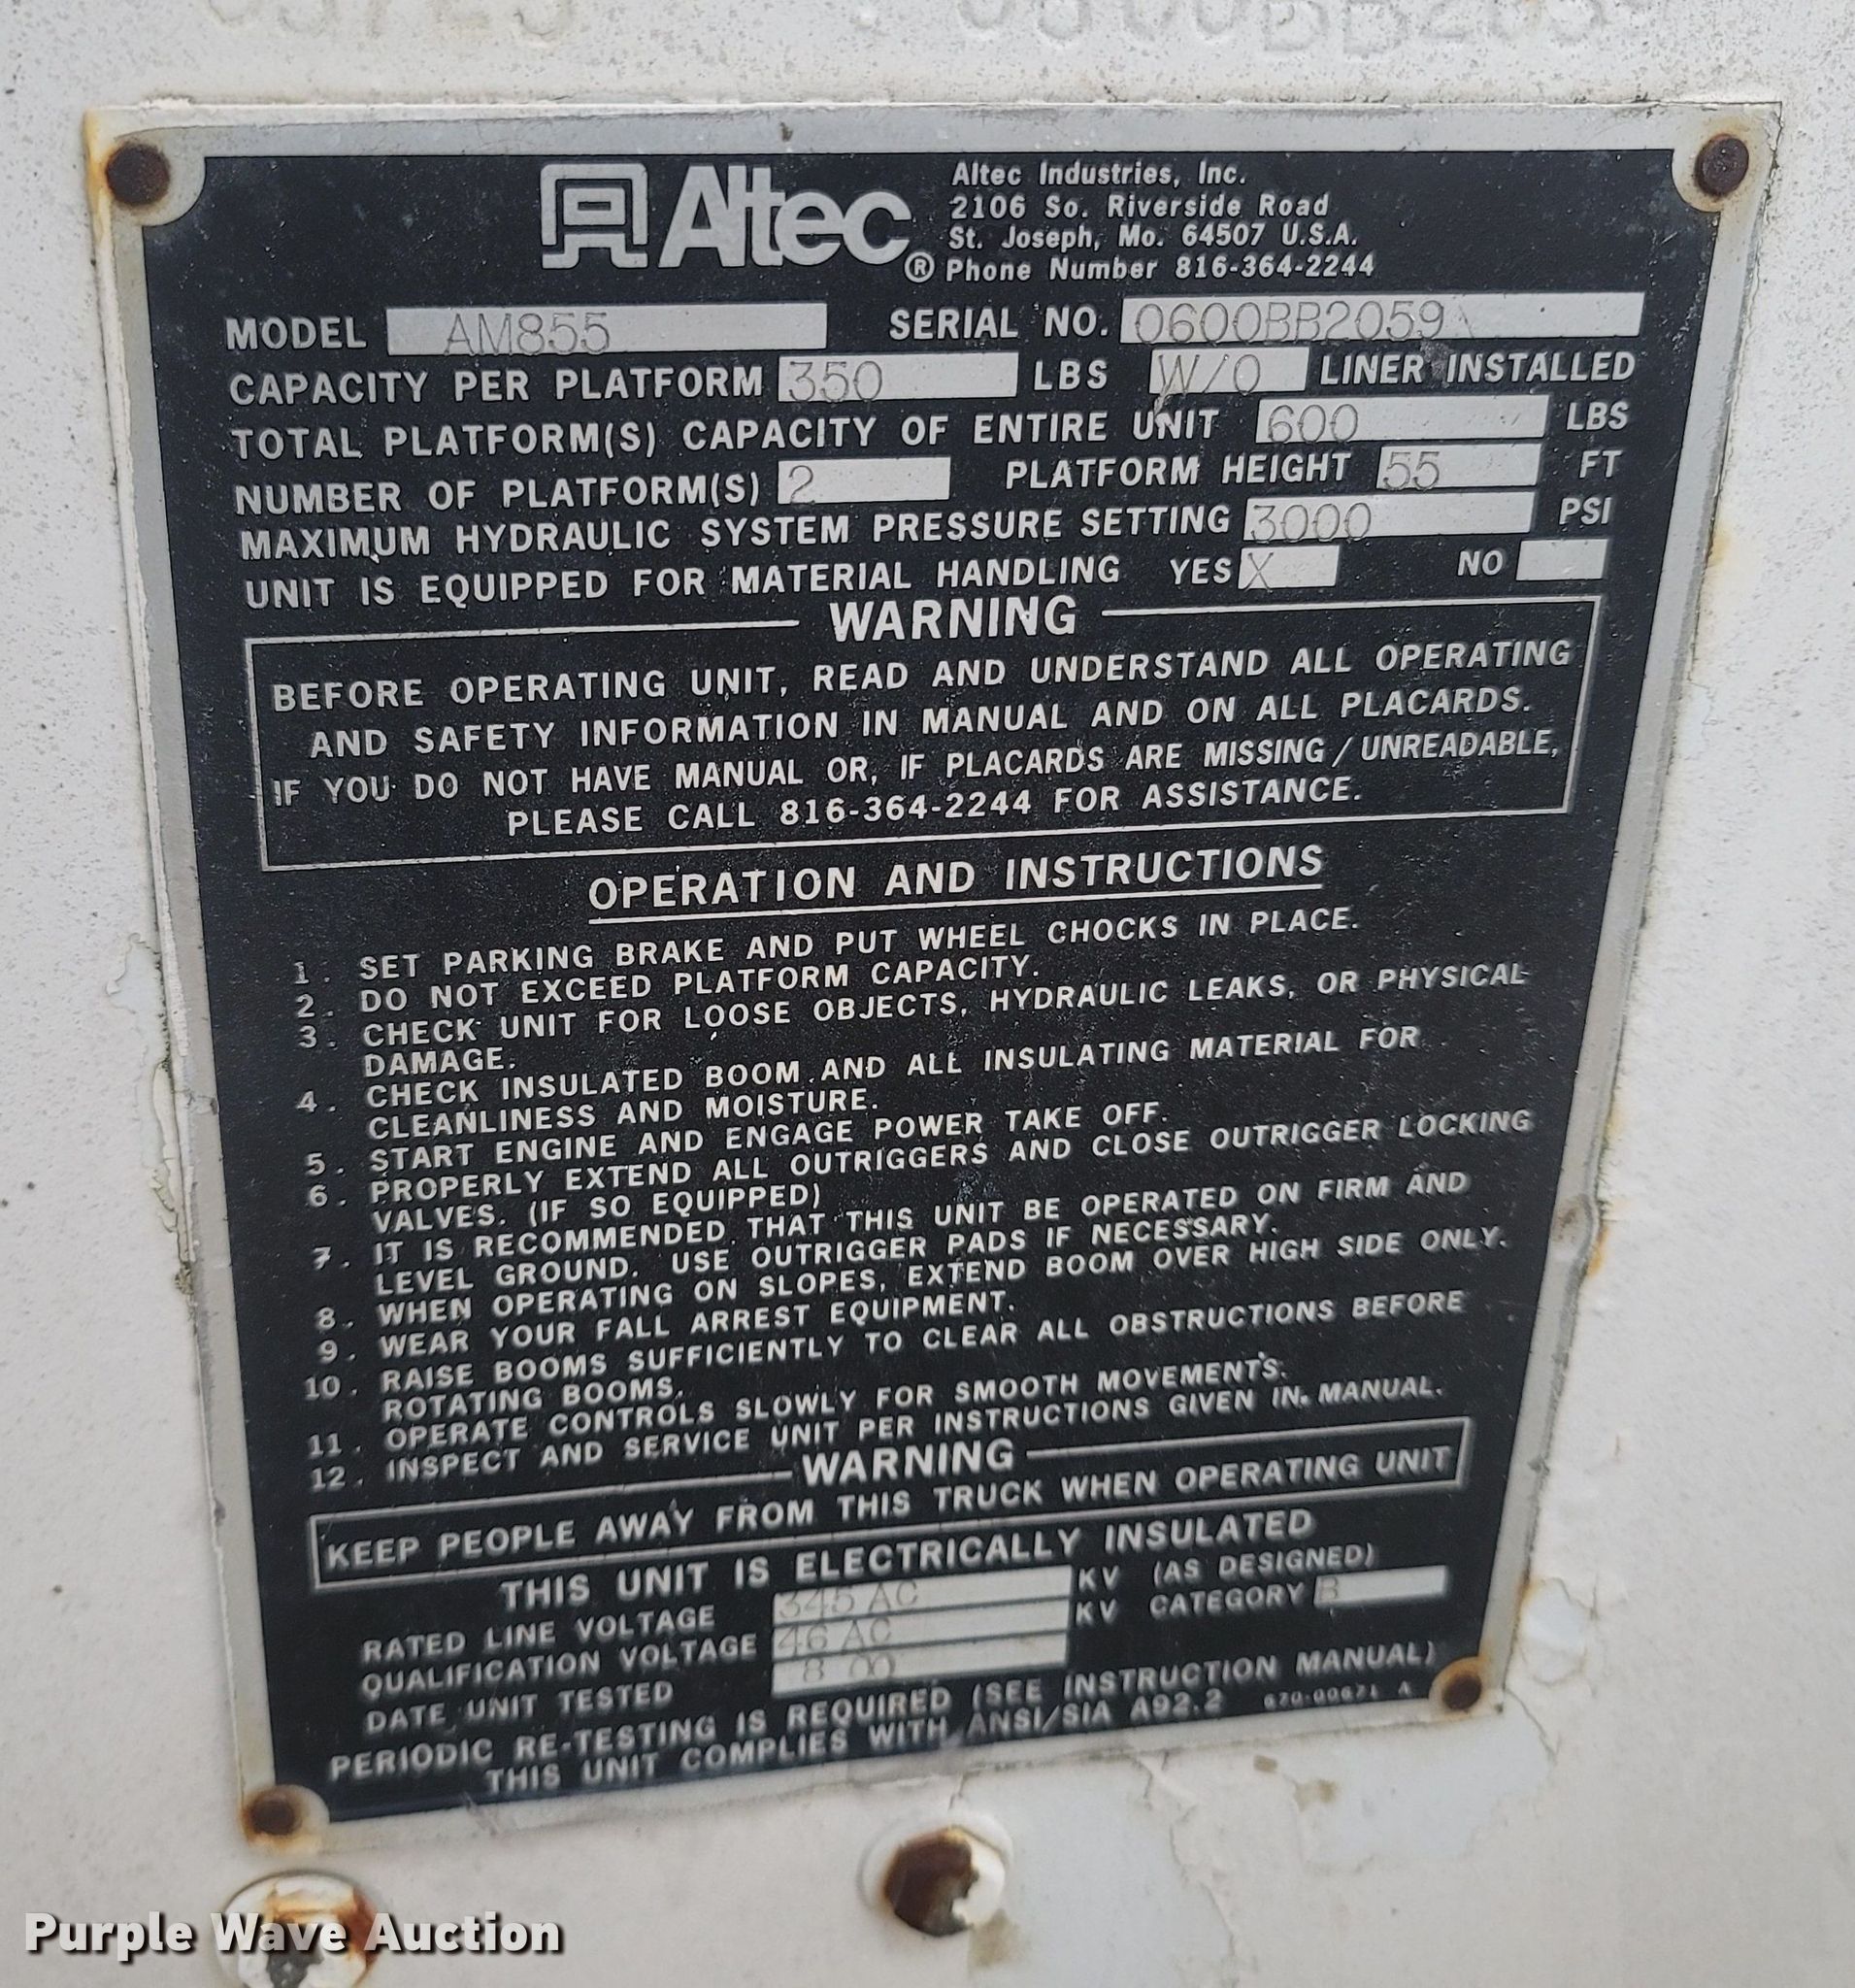 Altec®
Altec Industries, Inc.
2106 So. Riverside Road
St. Joseph, Mo. 64507 U.S.A.
Phone Number 816-364-2244
MODEL AM855 SERIAL NO. 0600BB2059
CAPACITY PER PLATFORM 350 LBS W/O LINER INSTALLED
TOTAL PLATFORM(S) CAPACITY OF ENTIRE UNIT 600 LBS
NUMBER OF PLATFORM(S) 2 PLATFORM HEIGHT 55 FT
MAXIMUM HYDRAULIC SYSTEM PRESSURE SETTING 3000 PSI
UNIT IS EQUIPPED FOR MATERIAL HANDLING YES X NO
WARNING
BEFORE OPERATING UNIT, READ AND UNDERSTAND ALL OPERATING
AND SAFETY INFORMATION IN MANUAL AND ON ALL PLACARDS.
IF YOU DO NOT HAVE MANUAL OR, IF PLACARDS ARE MISSING/UNREADABLE,
PLEASE CALL 816-364-2244 FOR ASSISTANCE.
OPERATION AND INSTRUCTIONS
1. SET PARKING BRAKE AND PUT WHEEL CHOCKS IN PLACE.
2. DO NOT EXCEED PLATFORM CAPACITY.
3. CHECK UNIT FOR LOOSE OBJECTS, HYDRAULIC LEAKS, OR PHYSICAL
DAMAGE.
4. CHECK INSULATED BOOM AND ALL INSULATING MATERIAL FOR
CLEANLINESS AND MOISTURE.
5. START ENGINE AND ENGAGE POWER TAKE OFF.
6. PROPERLY EXTEND ALL OUTRIGGERS AND CLOSE OUTRIGGER LOCKING
VALVES. (IF SO EQUIPPED)
7. IT IS RECOMMENDED THAT THIS UNIT BE OPERATED ON FIRM AND
LEVEL GROUND. USE OUTRIGGER PADS IF NECESSARY.
8. WHEN OPERATING ON SLOPES, EXTEND BOOM OVER HIGH SIDE ONLY.
9. WEAR YOUR FALL ARREST EQUIPMENT.
10. RAISE BOOMS SUFFICIENTLY TO CLEAR ALL OBSTRUCTIONS BEFORE
ROTATING BOOMS.
11. OPERATE CONTROLS SLOWLY FOR SMOOTH MOVEMENTS.
12. INSPECT AND SERVICE UNIT PER INSTRUCTIONS GIVEN IN MANUAL.
WARNING
KEEP PEOPLE AWAY FROM THIS TRUCK WHEN OPERATING UNIT
THIS UNIT IS ELECTRICALLY INSULATED
RATED LINE VOLTAGE 345 AC KV (AS DESIGNED)
QUALIFICATION VOLTAGE 46 AC KV CATEGORY B
DATE UNIT TESTED 8 00
PERIODIC RE-TESTING IS REQUIRED (SEE INSTRUCTION MANUAL)
THIS UNIT COMPLIES WITH ANSI/SIA A92.2 670-00671 A
Purple Wave Auction